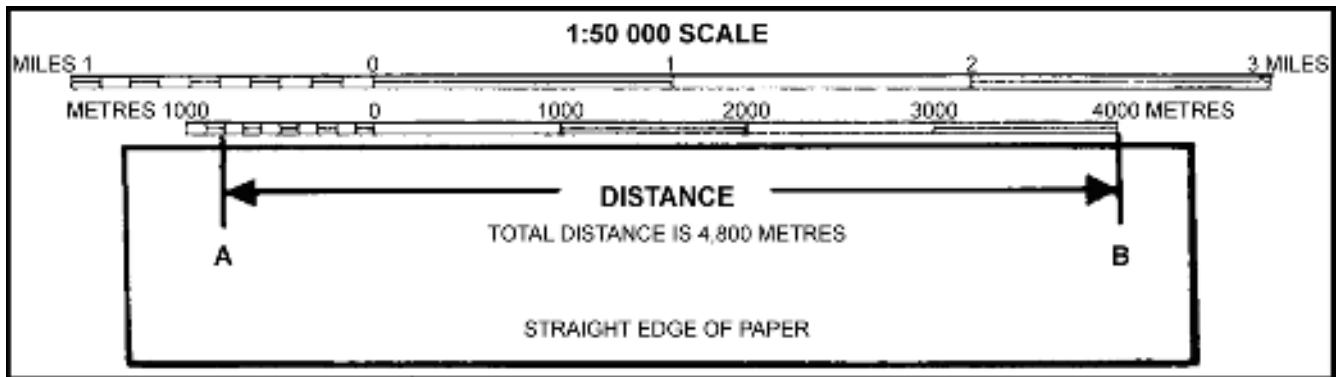 1:50 000 SCALE
MILES 1 0 1 2 3 MILES
METRES 1000 0 1000 2000 3000 4000 METRES
DISTANCE
TOTAL DISTANCE IS 4,800 METRES
A B
STRAIGHT EDGE OF PAPER